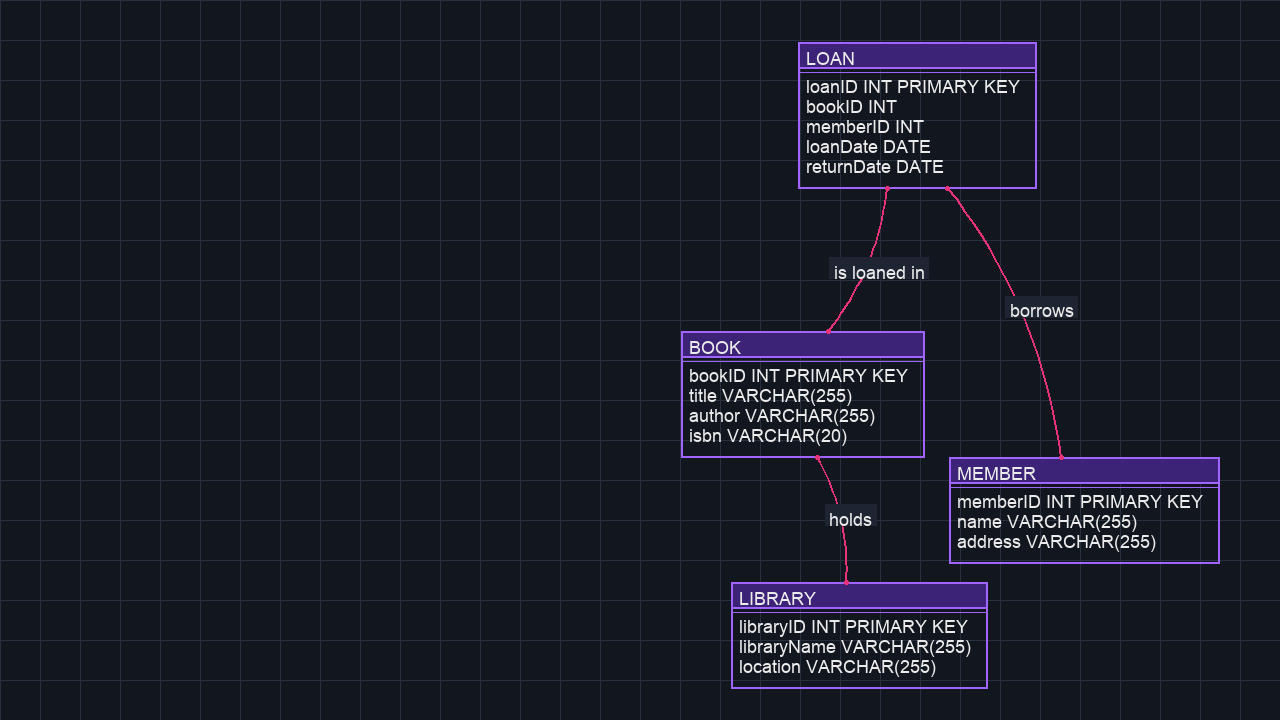 LOAN
loanID INT PRIMARY KEY
bookID INT
memberID INT
loanDate DATE
returnDate DATE
is loaned in
borrows
BOOK
bookID INT PRIMARY KEY
title VARCHAR(255)
author VARCHAR(255)
isbn VARCHAR(20)
MEMBER
memberID INT PRIMARY KEY
name VARCHAR(255)
address VARCHAR(255)
holds
LIBRARY
libraryID INT PRIMARY KEY
libraryName VARCHAR(255)
location VARCHAR(255)